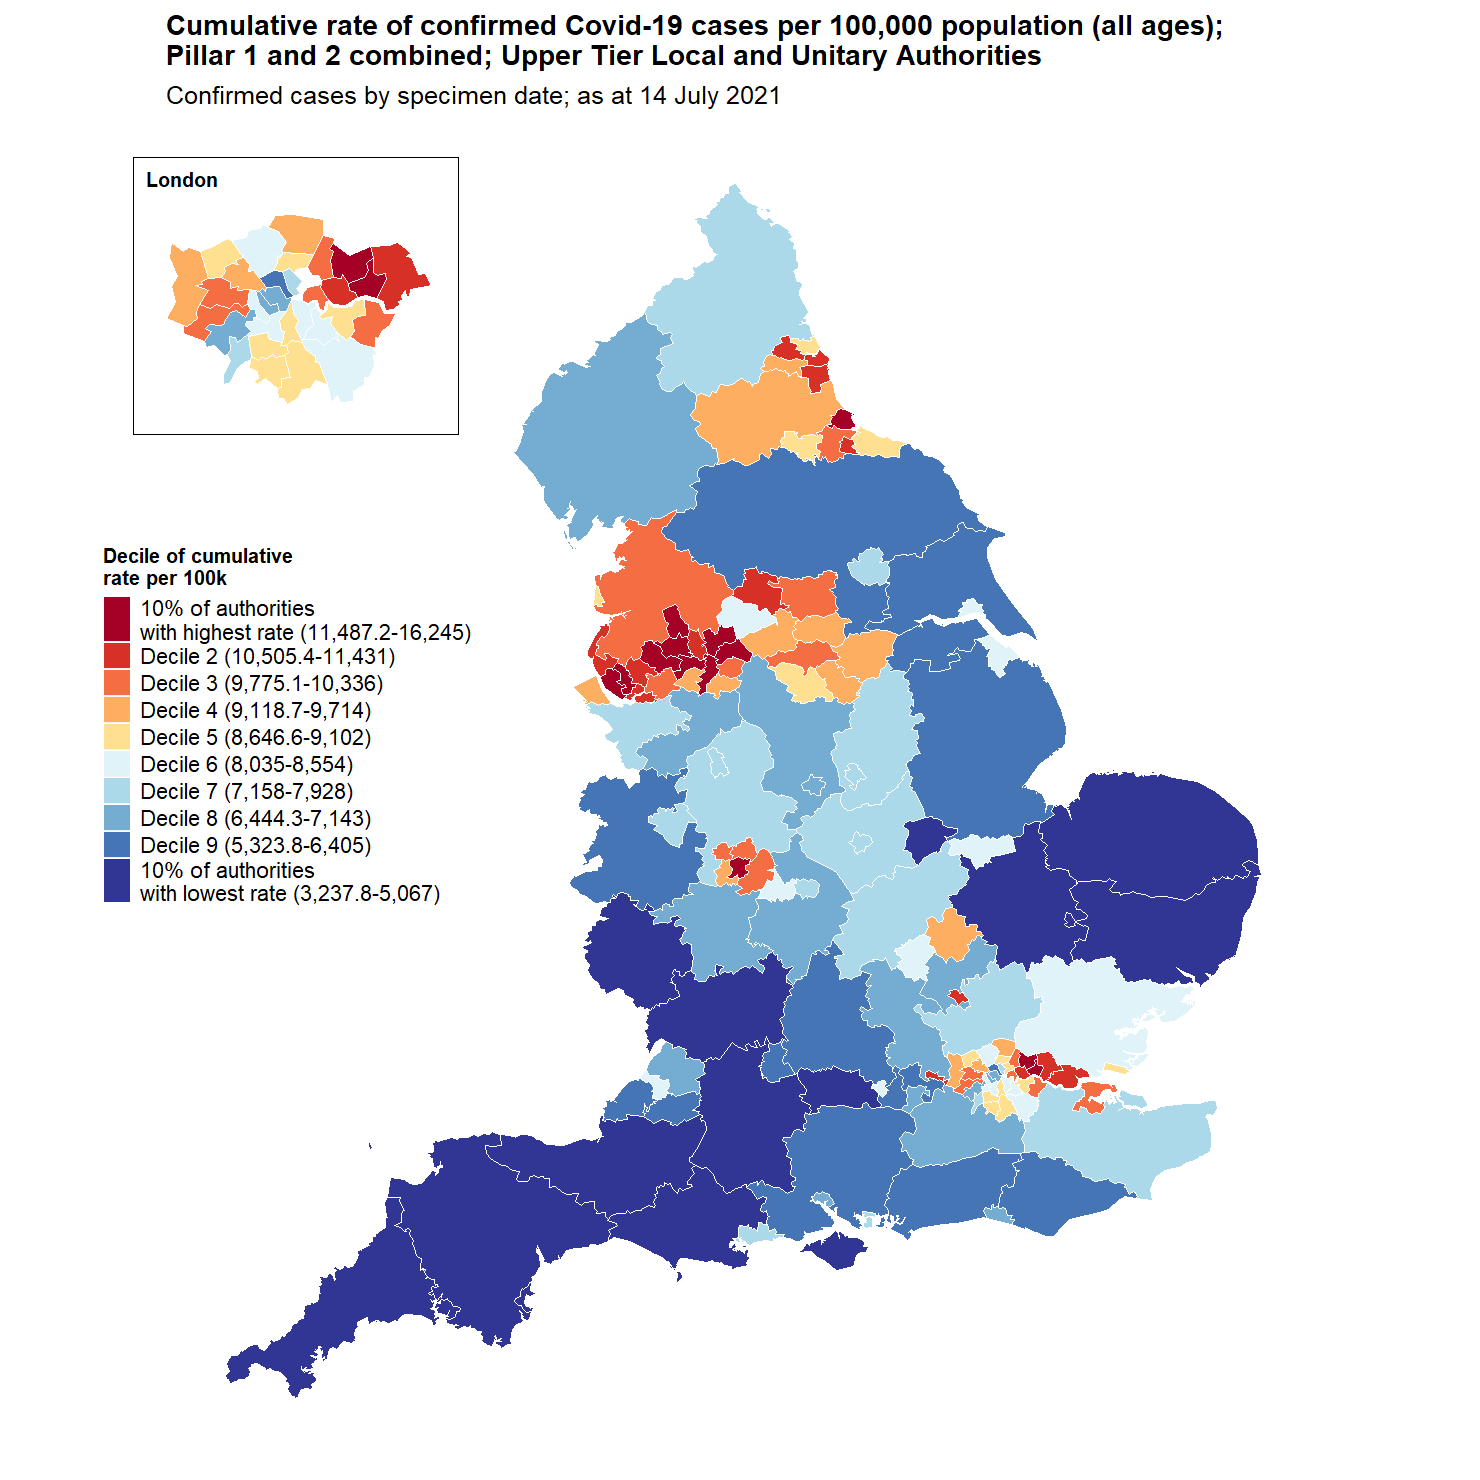 Cumulative rate of confirmed Covid-19 cases per 100,000 population (all ages);
Pillar 1 and 2 combined; Upper Tier Local and Unitary Authorities
Confirmed cases by specimen date; as at 14 July 2021
London
Decile of cumulative
rate per 100k
10% of authorities
with highest rate (11,487.2-16,245)
Decile 2 (10,505.4-11,431)
Decile 3 (9,775.1-10,336)
Decile 4 (9,118.7-9,714)
Decile 5 (8,646.6-9,102)
Decile 6 (8,035-8,554)
Decile 7 (7,158-7,928)
Decile 8 (6,444.3-7,143)
Decile 9 (5,323.8-6,405)
10% of authorities
with lowest rate (3,237.8-5,067)